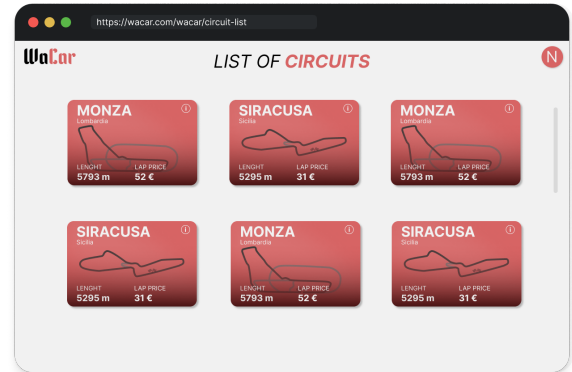 https://wacar.com/wacar/circuit-list
WaCar
LIST OF CIRCUITS
N
MONZA
Lombardia
LENGHT LAP PRICE
5793 m 52 €
SIRACUSA
Sicilia
LENGHT LAP PRICE
5295 m 31 €
MONZA
Lombardia
LENGHT LAP PRICE
5793 m 52 €
SIRACUSA
Sicilia
LENGHT LAP PRICE
5295 m 31 €
MONZA
Lombardia
LENGHT LAP PRICE
5793 m 52 €
SIRACUSA
Sicilia
LENGHT LAP PRICE
5295 m 31 €